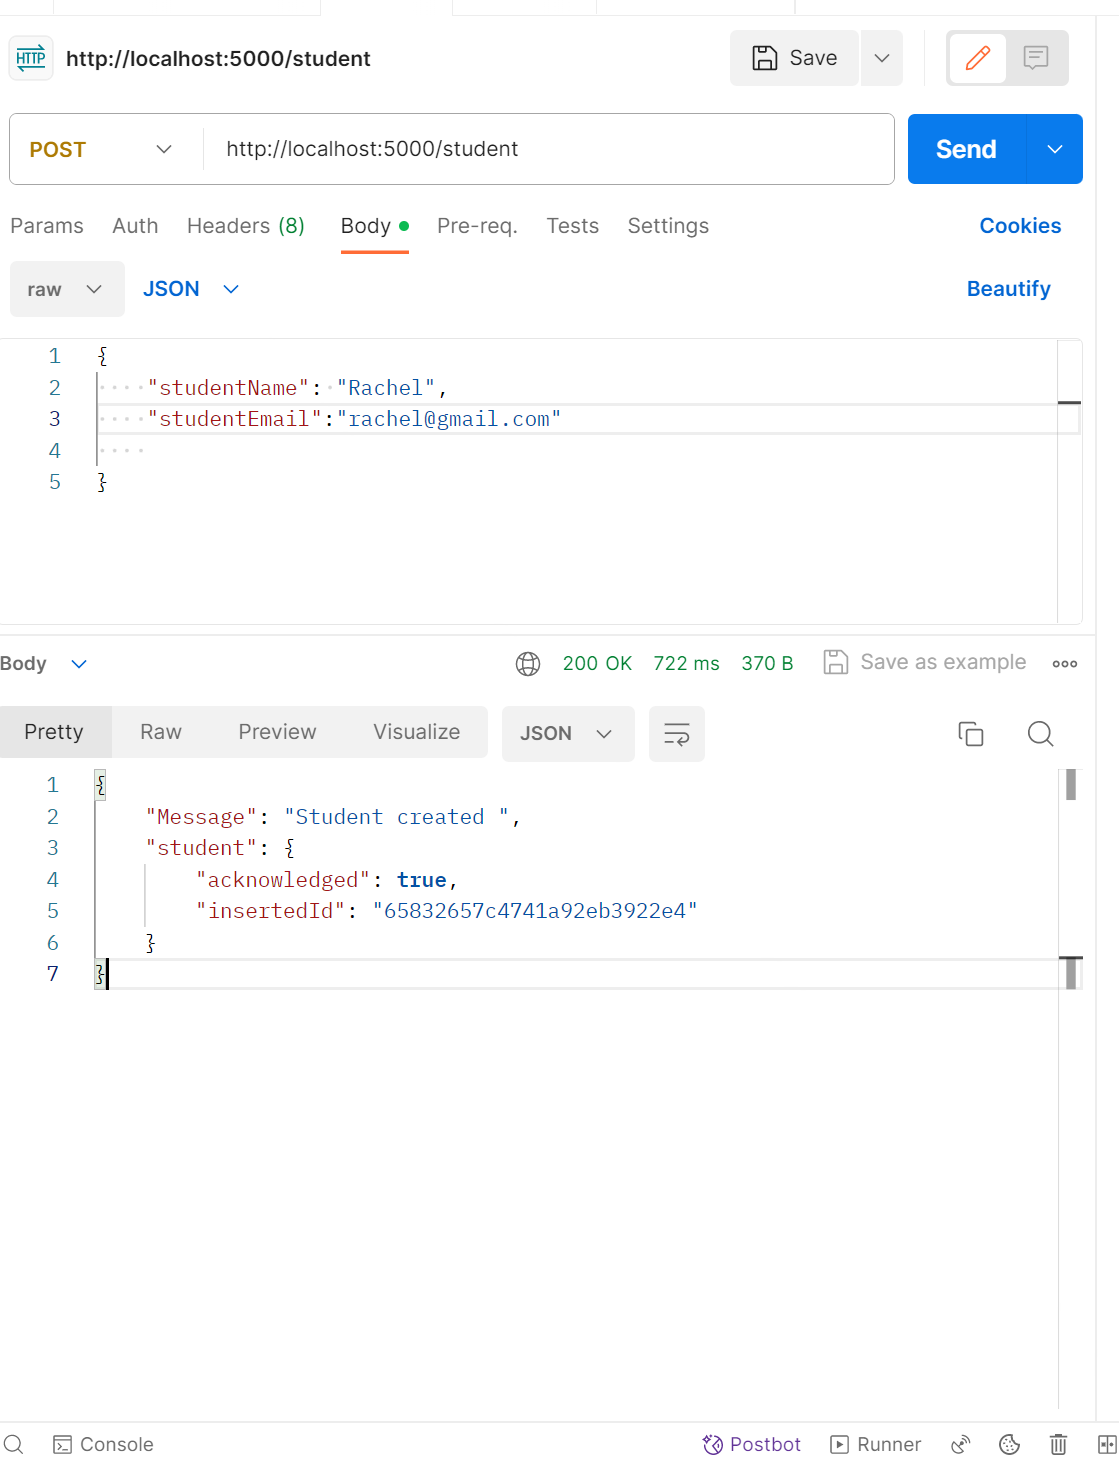 HTTP http://localhost:5000/student Save
POST http://localhost:5000/student Send
Params Auth Headers (8) Body Pre-req. Tests Settings Cookies
raw JSON Beautify
1 {
2 "studentName": "Rachel",
3 "studentEmail":"rachel@gmail.com"
4
5 }
Body 200 OK 722 ms 370 B Save as example
Pretty Raw Preview Visualize JSON
1 {
2 "Message": "Student created ",
3 "student": {
4 "acknowledged": true,
5 "insertedId": "65832657c4741a92eb3922e4"
6 }
7 }
Console Postbot Runner